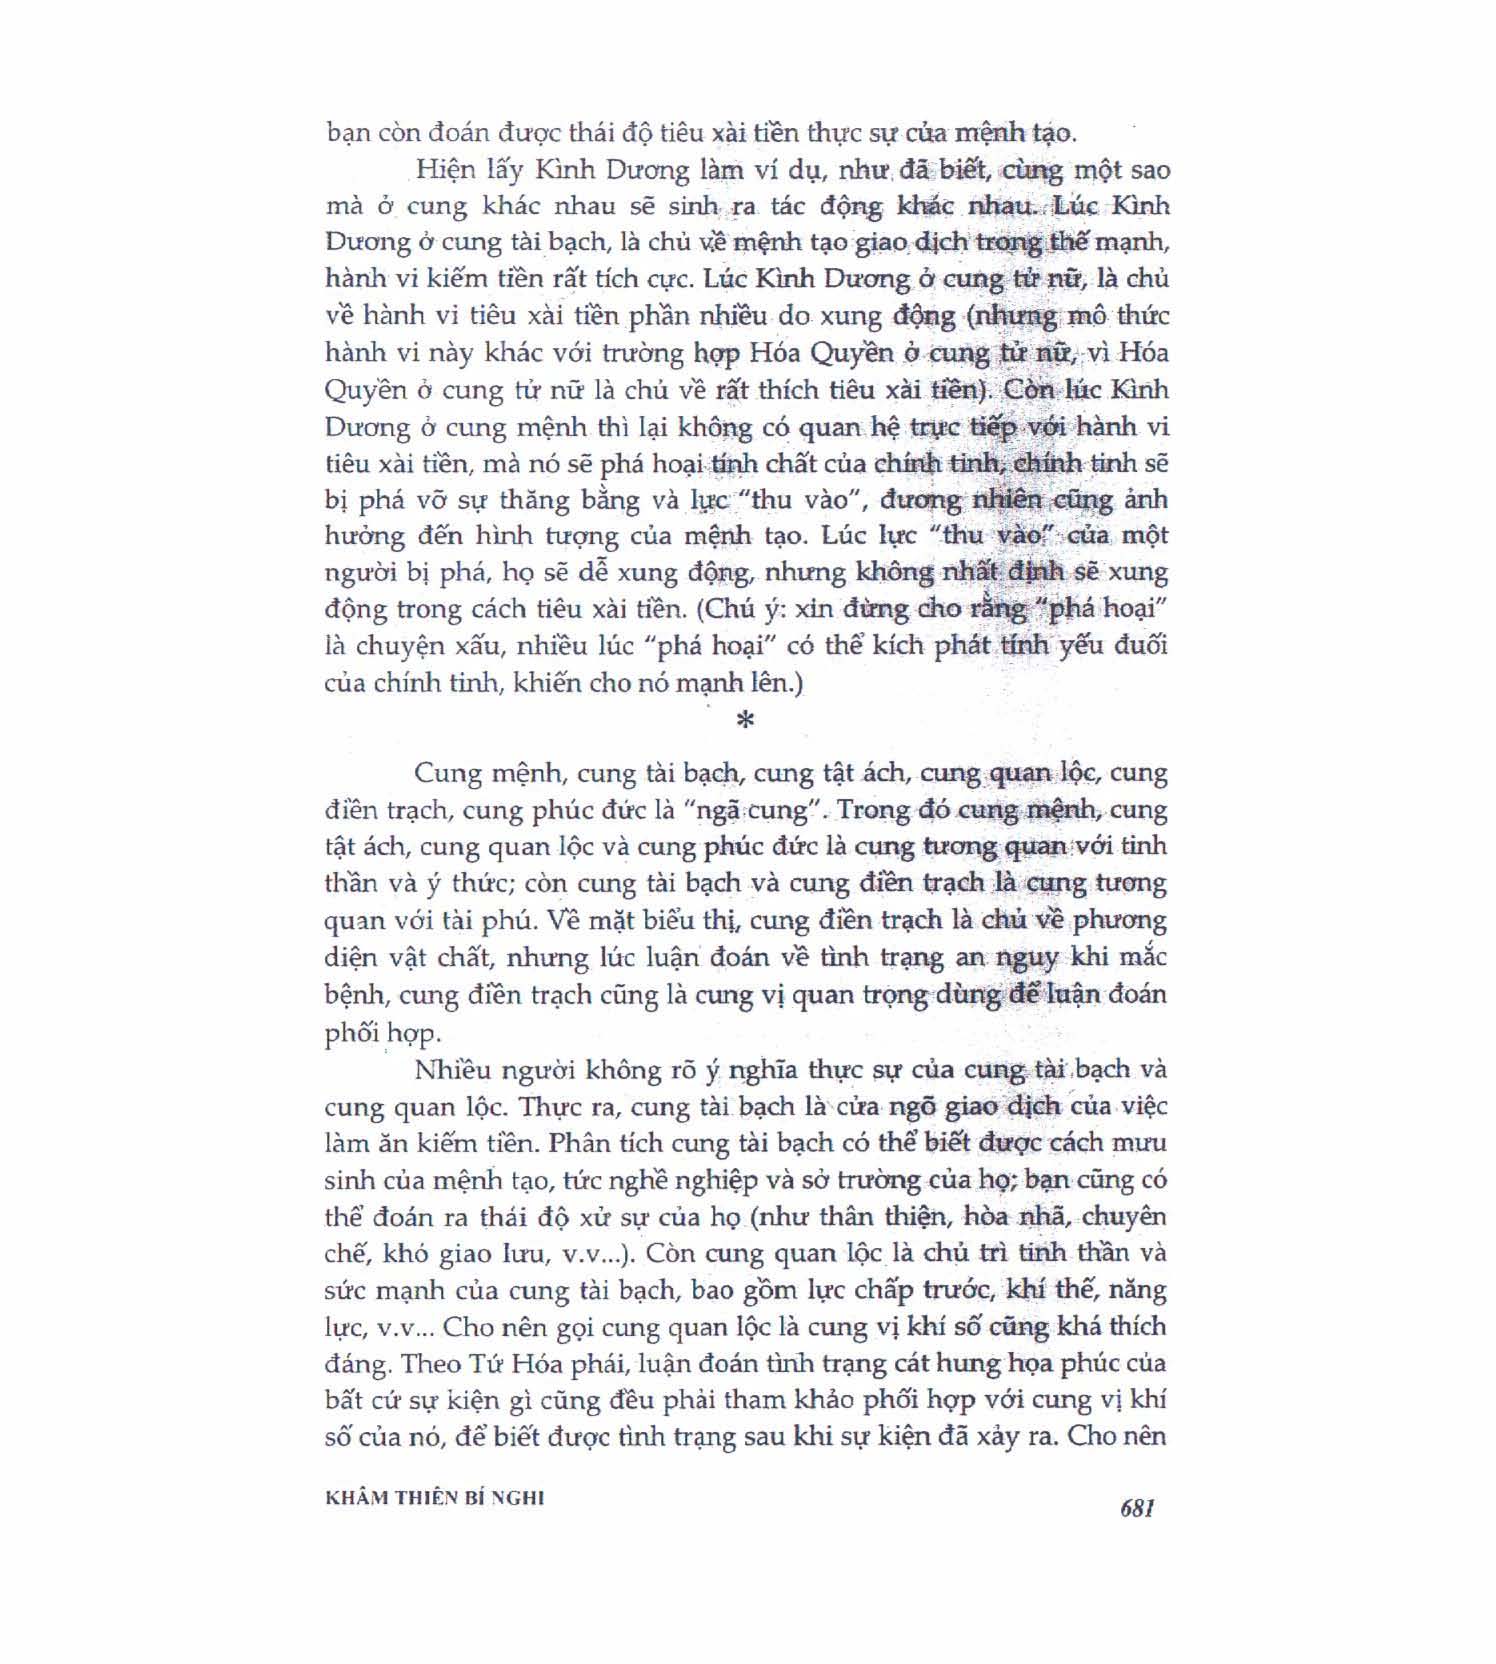 bạn còn đoán được thái độ tiêu xài tiền thực sự của mệnh tạo.
Hiện lấy Kình Dương làm ví dụ, như đã biết, cùng một sao
mà ở cung khác nhau sẽ sinh ra tác động khác nhau. Lúc Kình
Dương ở cung tài bạch, là chủ về mệnh tạo giao dịch trong thế mạnh,
hành vi kiếm tiền rất tích cực. Lúc Kình Dương ở cung tử nữ, là chủ
về hành vi tiêu xài tiền phần nhiều do xung động (nhưng mô thức
hành vi này khác với trường hợp Hóa Quyền ở cung tử nữ, vì Hóa
Quyền ở cung tử nữ là chủ về rất thích tiêu xài tiền). Còn lúc Kình
Dương ở cung mệnh thì lại không có quan hệ trực tiếp với hành vi
tiêu xài tiền, mà nó sẽ phá hoại tính chất của chính tinh, chính tinh sẽ
bị phá vỡ sự thăng bằng và lực "thu vào", đương nhiên cũng ảnh
hưởng đến hình tượng của mệnh tạo. Lúc lực "thu vào" của một
người bị phá, họ sẽ dễ xung động, nhưng không nhất định sẽ xung
động trong cách tiêu xài tiền. (Chú ý: xin đừng cho rằng "phá hoại"
là chuyện xấu, nhiều lúc "phá hoại" có thể kích phát tính yếu đuối
của chính tinh, khiến cho nó mạnh lên.)
*
Cung mệnh, cung tài bạch, cung tật ách, cung quan lộc, cung
điền trạch, cung phúc đức là "ngã cung". Trong đó cung mệnh, cung
tật ách, cung quan lộc và cung phúc đức là cung tương quan với tinh
thần và ý thức; còn cung tài bạch và cung điền trạch là cung tương
quan với tài phú. Về mặt biểu thị, cung điền trạch là chủ về phương
diện vật chất, nhưng lúc luận đoán về tình trạng an nguy khi mắc
bệnh, cung điền trạch cũng là cung vị quan trọng dùng để luận đoán
phối hợp.
Nhiều người không rõ ý nghĩa thực sự của cung tài bạch và
cung quan lộc. Thực ra, cung tài bạch là cửa ngõ giao dịch của việc
làm ăn kiếm tiền. Phân tích cung tài bạch có thể biết được cách mưu
sinh của mệnh tạo, tức nghề nghiệp và sở trường của họ; bạn cũng có
thể đoán ra thái độ xử sự của họ (như thân thiện, hòa nhã, chuyên
chế, khó giao lưu, v.v...). Còn cung quan lộc là chủ trì tinh thần và
sức mạnh của cung tài bạch, bao gồm lực chấp trước, khí thế, năng
lực, v.v... Cho nên gọi cung quan lộc là cung vị khí số cũng khá thích
đáng. Theo Tứ Hóa phái, luận đoán tình trạng cát hung họa phúc của
bất cứ sự kiện gì cũng đều phải tham khảo phối hợp với cung vị khí
số của nó, để biết được tình trạng sau khi sự kiện đã xảy ra. Cho nên
KHÂM THIÊN BÍ NGHI
681